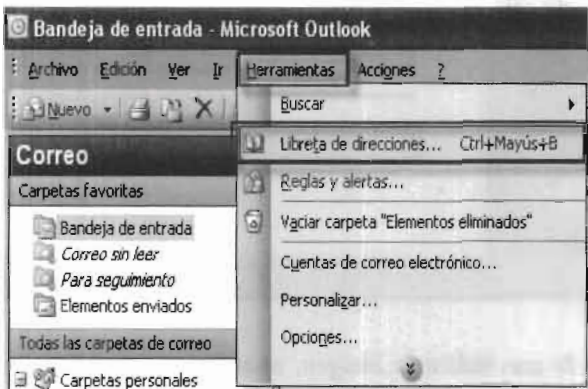 Bandeja de entrada - Microsoft Outlook
Archivo Edición Ver Ir Herramientas Acciones ?
Nuevo
Buscar
Correo
Libreta de direcciones... Ctrl+Mayús+B
Carpetas favoritas
Reglas y alertas...
Bandeja de entrada
Vaciar carpeta "Elementos eliminados"
Correo sin leer
Cuentas de correo electrónico...
Para seguimiento
Personalizar...
Elementos enviados
Opciones...
Todas las carpetas de correo
Carpetas personales